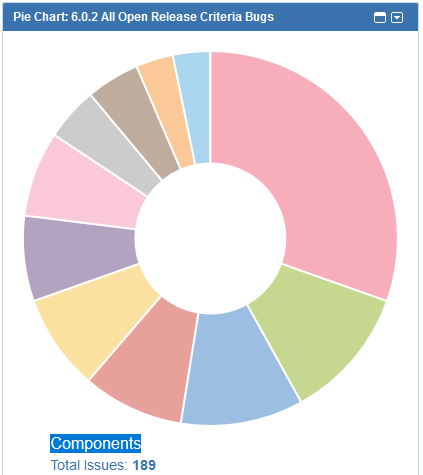 Pie Chart: 6.0.2 All Open Release Criteria Bugs
Components
Total Issues: 189